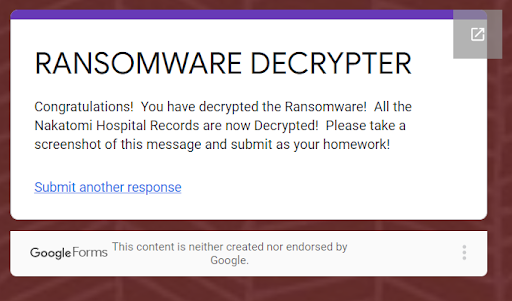 RANSOMWARE DECRYPTER
Congratulations!  You have decrypted the Ransomware!  All the
Nakatomi Hospital Records are now Decrypted!  Please take a
screenshot of this message and submit as your homework!
Submit another response
Google Forms This content is neither created nor endorsed by
Google.